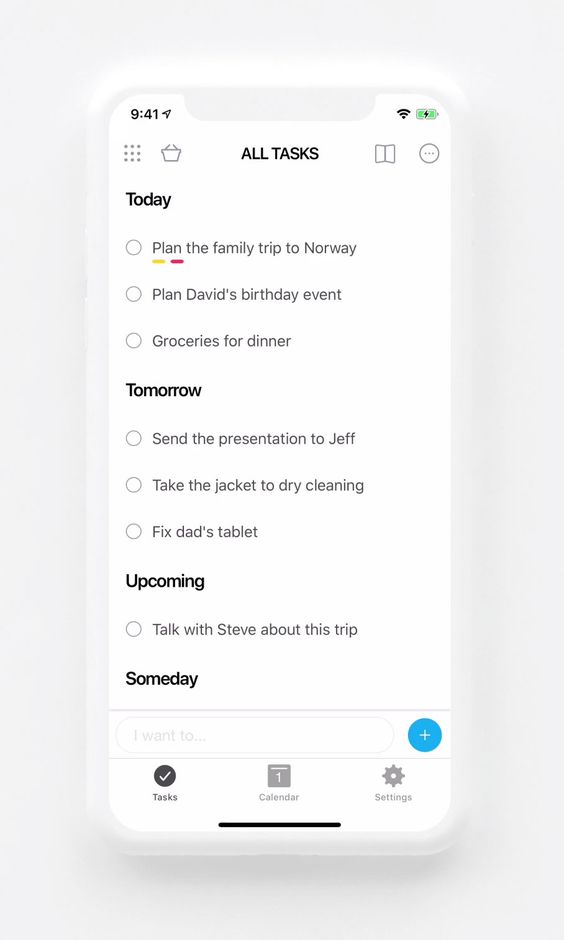 9:41
ALL TASKS
Today
Plan the family trip to Norway
Plan David's birthday event
Groceries for dinner
Tomorrow
Send the presentation to Jeff
Take the jacket to dry cleaning
Fix dad's tablet
Upcoming
Talk with Steve about this trip
Someday
I want to...
1
Tasks Calendar Settings